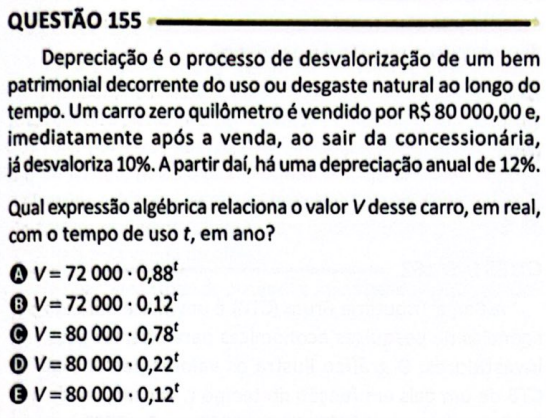 QUESTÃO 155
Depreciação é o processo de desvalorização de um bem
patrimonial decorrente do uso ou desgaste natural ao longo do
tempo. Um carro zero quilômetro é vendido por R$ 80 000,00 e,
imediatamente após a venda, ao sair da concessionária,
já desvaloriza 10%. A partir daí, há uma depreciação anual de 12%.
Qual expressão algébrica relaciona o valor V desse carro, em real,
com o tempo de uso t, em ano?
A V = 72 000 · 0,88^t
B V = 72 000 · 0,12^t
C V = 80 000 · 0,78^t
D V = 80 000 · 0,22^t
E V = 80 000 · 0,12^t